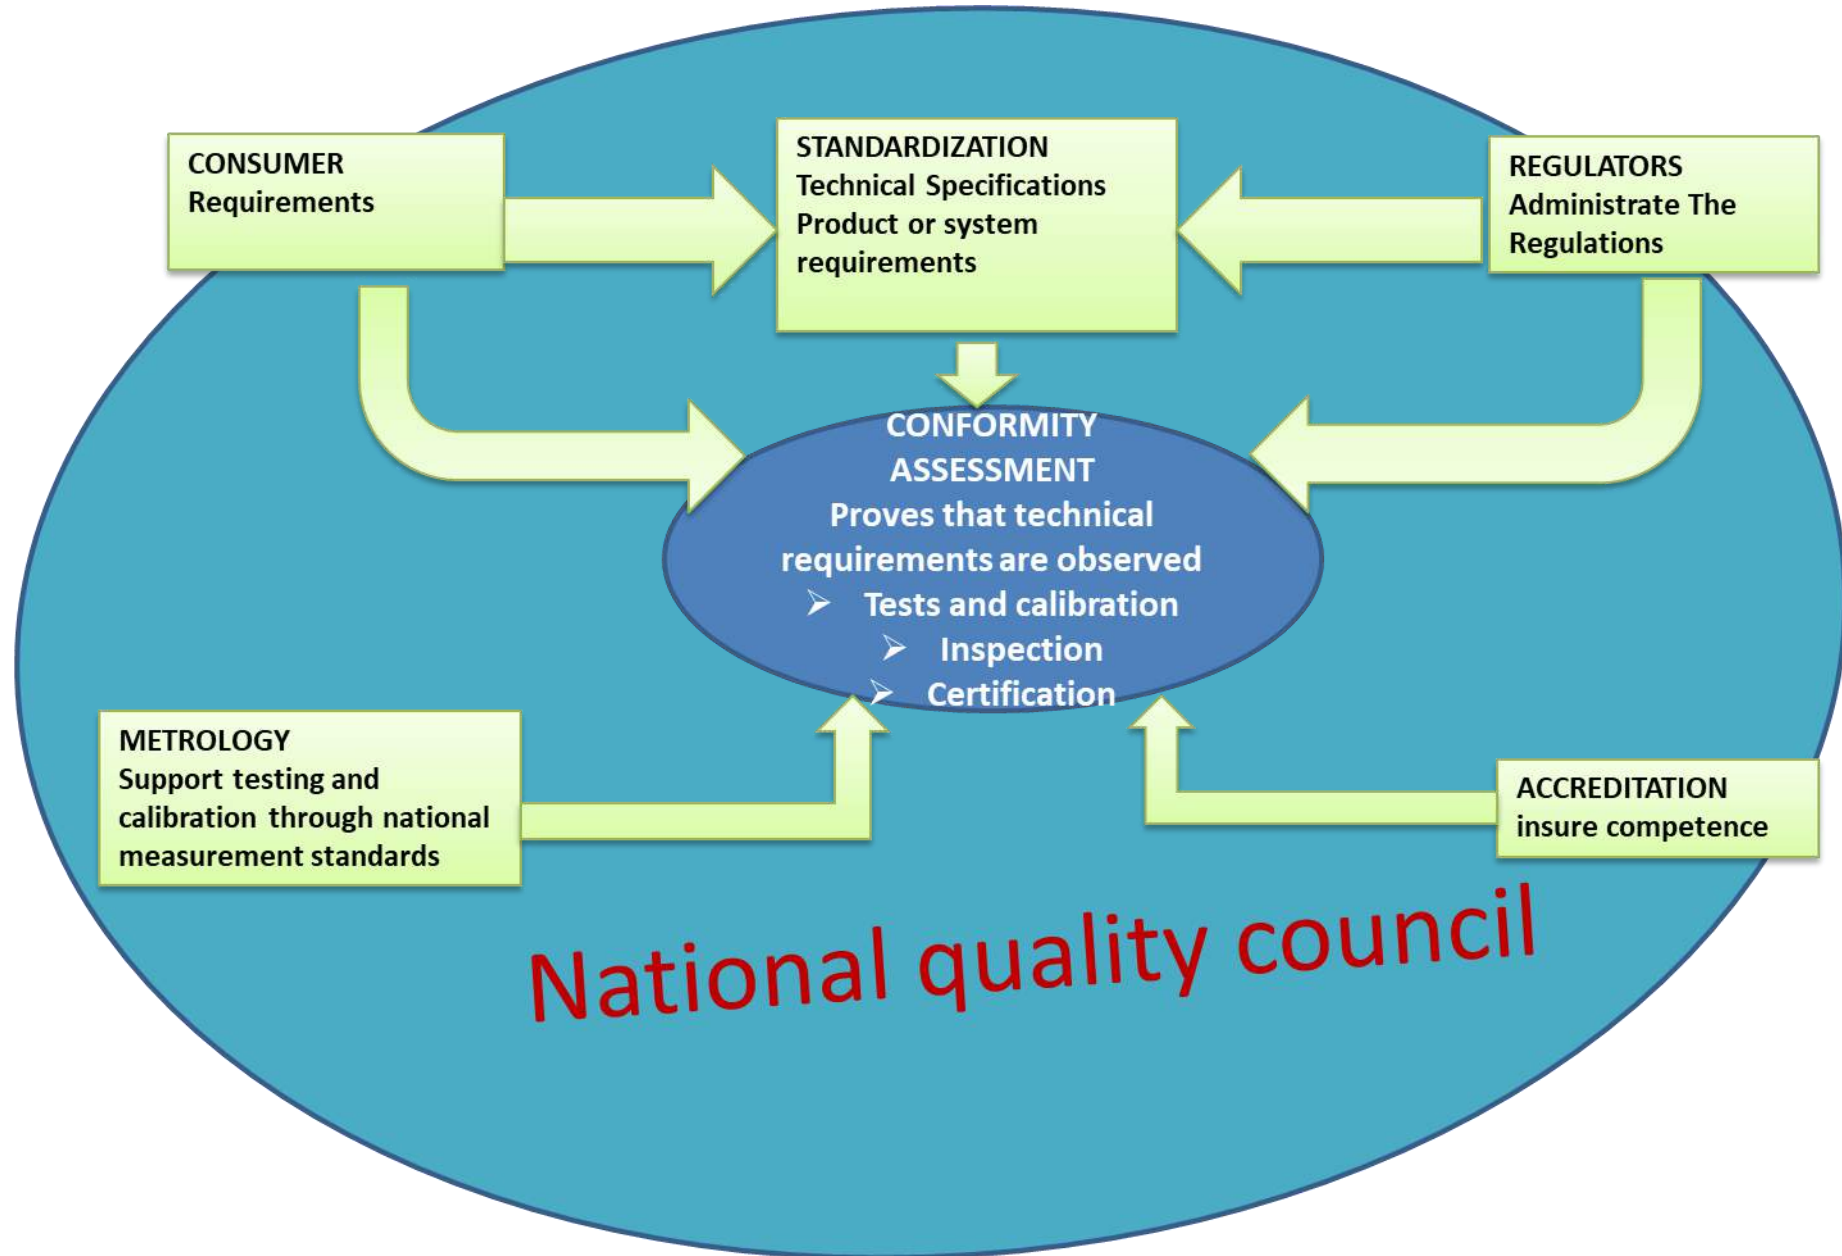 CONSUMER
Requirements
STANDARDIZATION
Technical Specifications
Product or system
requirements
REGULATORS
Administrate The
Regulations
CONFORMITY
ASSESSMENT
Proves that technical
requirements are observed
➢ Tests and calibration
➢ Inspection
➢ Certification
METROLOGY
Support testing and
calibration through national
measurement standards
ACCREDITATION
insure competence
National quality council